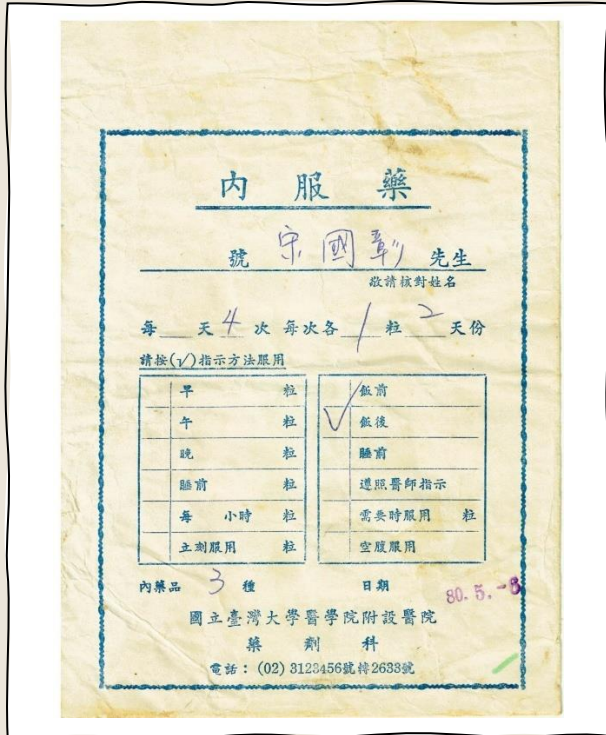 內服藥
號 宗國彰 先生
敬請核對姓名
每 天 4 次 每次各 1 粒 2 天份
請按(√)指示方法服用
早 粒
午 粒
晚 粒
睡前 粒
每 小時 粒
立刻服用 粒
飯前
√ 飯後
睡前
遵照醫師指示
需要時服用 粒
空腹服用
內藥品 3 種 日期 80.5.-8
國立臺灣大學醫學院附設醫院
藥劑科
電話：(02) 3123456號轉2633號